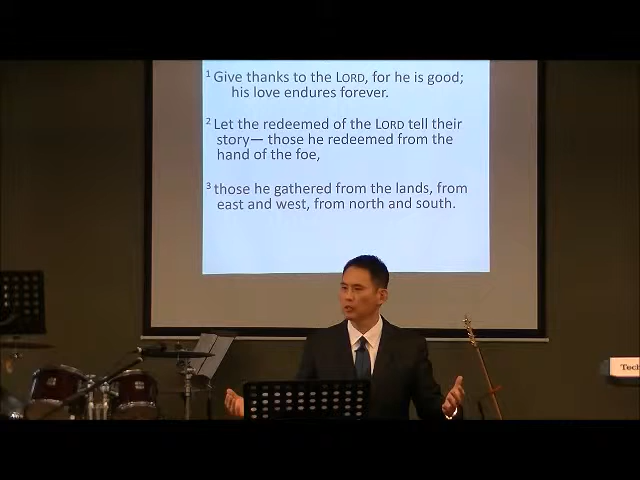 1 Give thanks to the LORD, for he is good;
his love endures forever.
2 Let the redeemed of the LORD tell their
story— those he redeemed from the
hand of the foe,
3 those he gathered from the lands, from
east and west, from north and south.
Tech